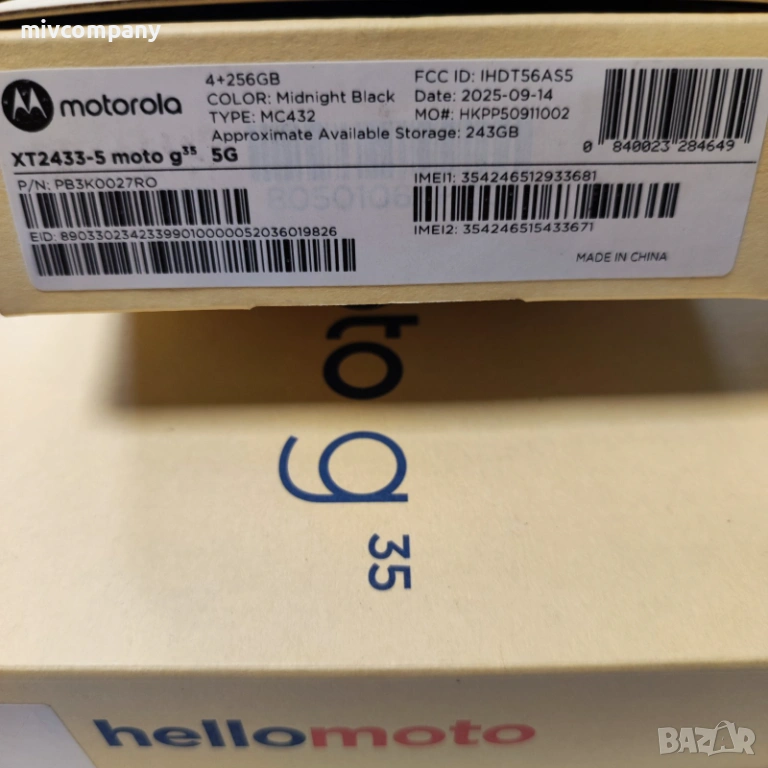 mivcompany
motorola
4+256GB
COLOR: Midnight Black
TYPE: MC432
Approximate Available Storage: 243GB
FCC ID: IHDT56AS5
Date: 2025-09-14
MO#: HKPP50911002
0 840023 284649
XT2433-5 moto g35 5G
P/N: PB3K0027RO
EID: 89033023423399010000052036019826
IMEI1: 354246512933681
IMEI2: 354246515433671
MADE IN CHINA
oto g 35
hellomoto
BAZAR